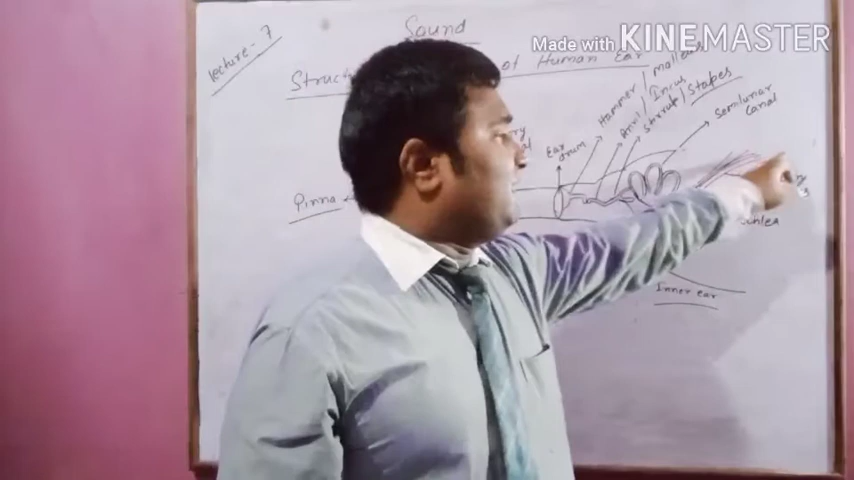 Made with KINEMASTER
lecture - 7
Sound
of Human Ear
Hammer / malleus
Anvil / Incus
Stirrup / Stapes
Semilunar
canal
Ear
drum
Pinna
Inner ear